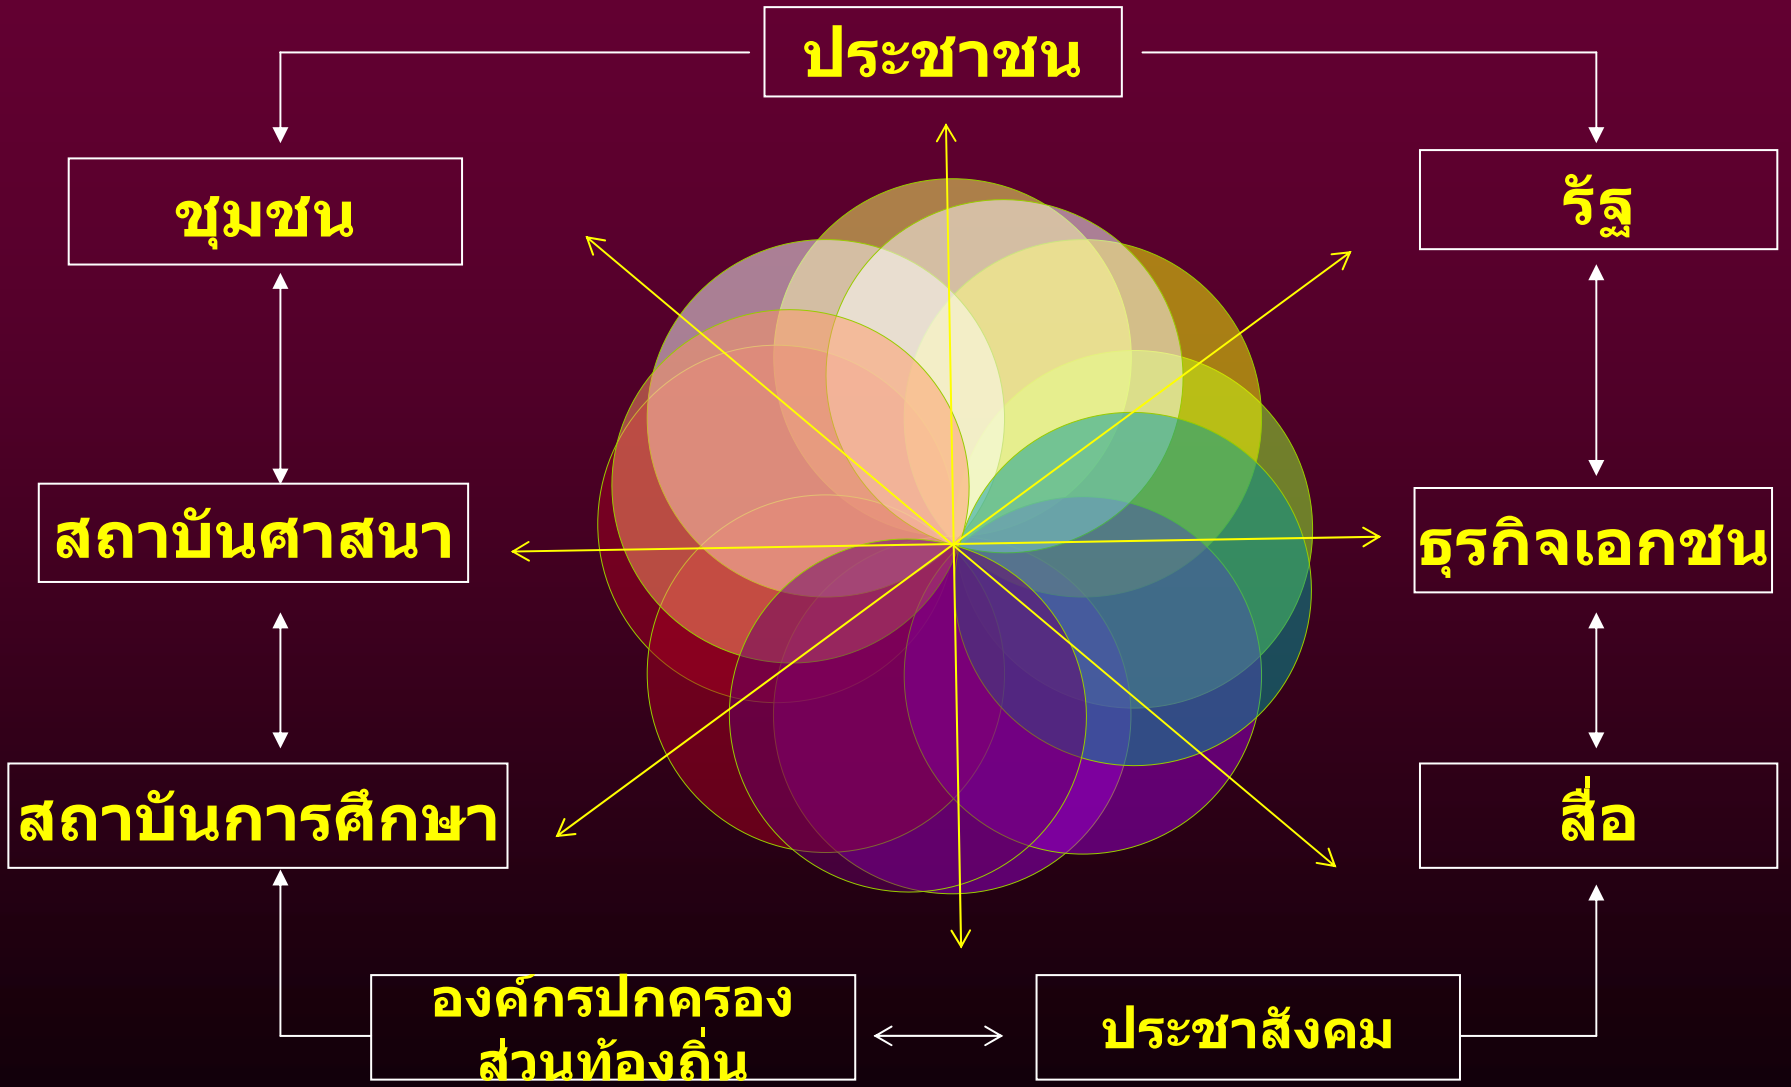 ประชาชน
ชุมชน
รัฐ
สถาบันศาสนา
ธุรกิจเอกชน
สถาบันการศึกษา
สื่อ
องค์กรปกครอง
ส่วนท้องถิ่น
ประชาสังคม